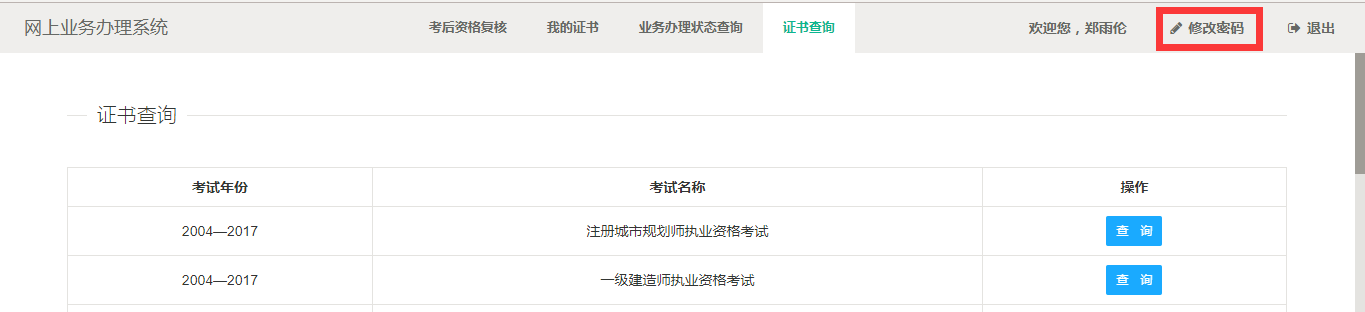 网上业务办理系统 考后资格复核 我的证书 业务办理状态查询 证书查询 欢迎您，郑雨伦 修改密码 退出
证书查询
考试年份 考试名称 操作
2004—2017 注册城市规划师执业资格考试 查 询
2004—2017 一级建造师执业资格考试 查 询